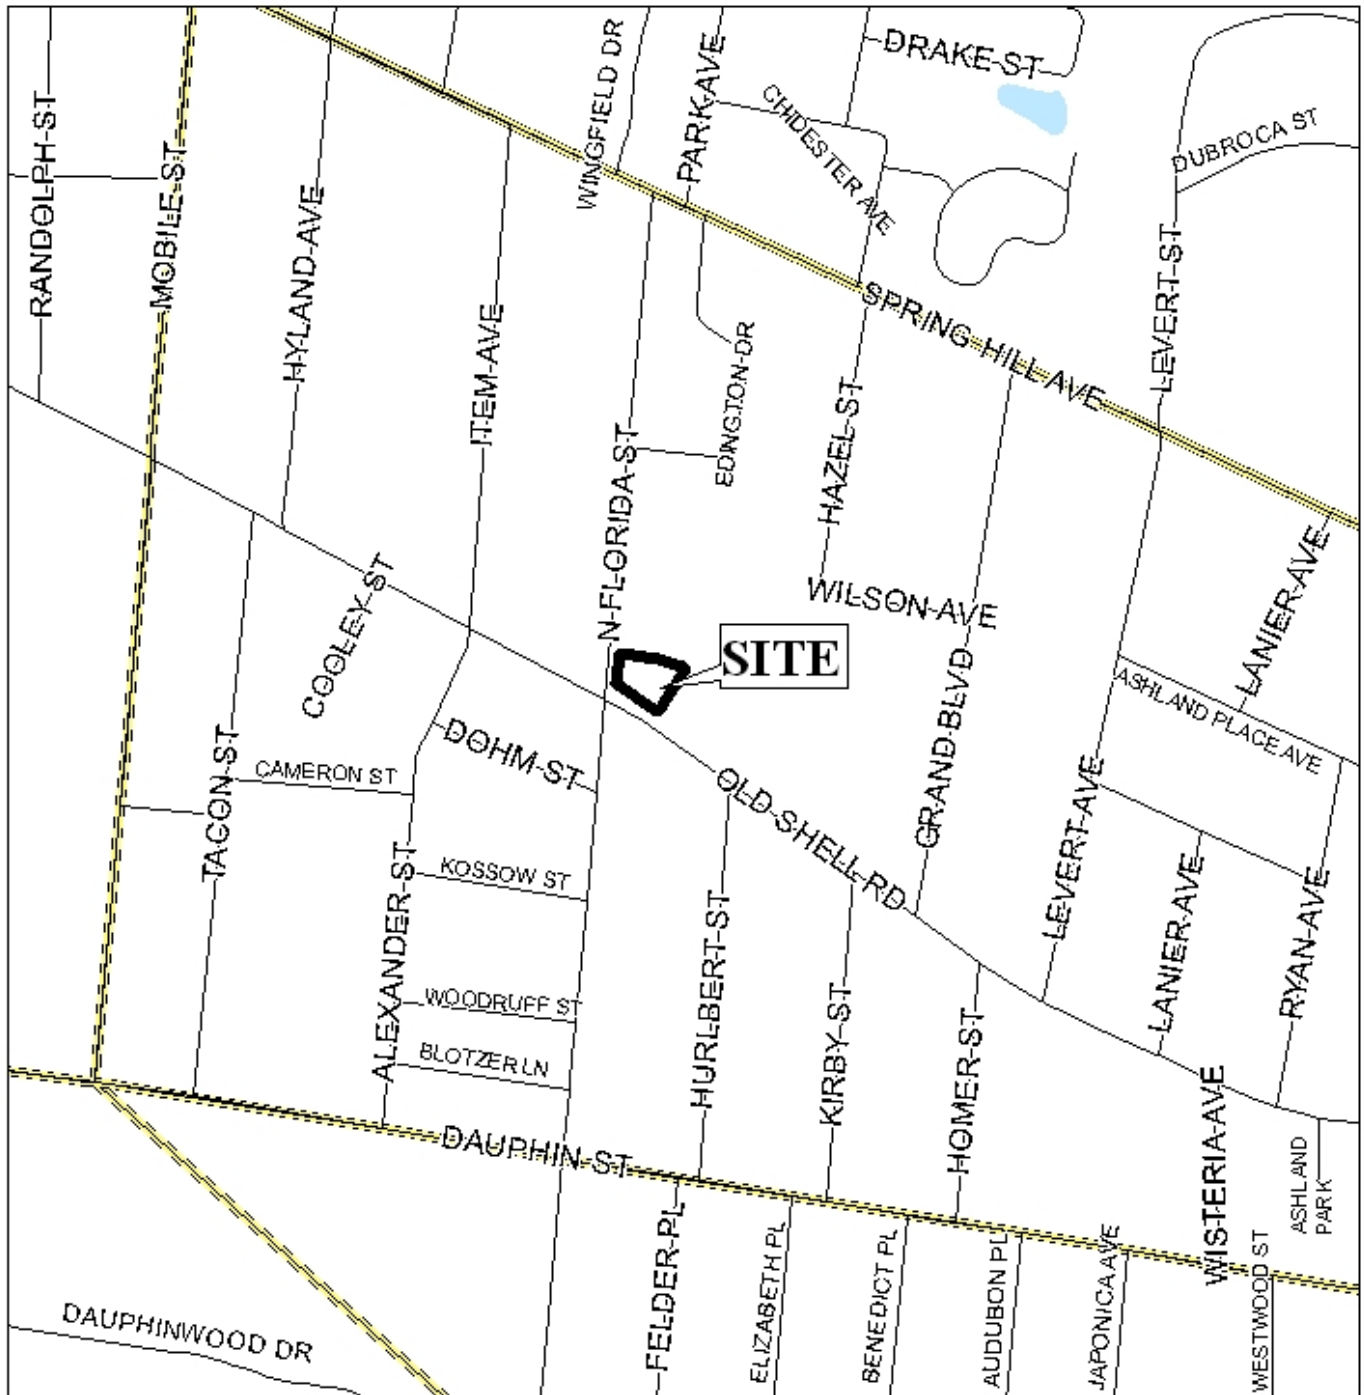 WINGFIELD DR
PARK AVE
DRAKE ST
CHIDESTER AVE
DUBROCA ST
RANDOLPH ST
MOBILE ST
HYLAND AVE
ITEM AVE
SPRING HILL AVE
LEVERT ST
EDINGTON DR
HAZEL ST
N FLORIDA ST
WILSON AVE
LANIER AVE
COOLEY ST
SITE
GRAND BLVD
ASHLAND PLACE AVE
TACON ST
CAMERON ST
DOHM ST
OLD SHELL RD
LEVERT AVE
KOSSOW ST
ALEXANDER ST
HURLBERT ST
LANIER AVE
RYAN AVE
WOODRUFF ST
BLOTZER LN
KIRBY ST
HOMER ST
WISTERIA AVE
DAUPHIN ST
ASHLAND
PARK
FELDER PL
ELIZABETH PL
BENEDICT PL
AUDUBON PL
JAPONICA AVE
WESTWOOD ST
DAUPHINWOOD DR